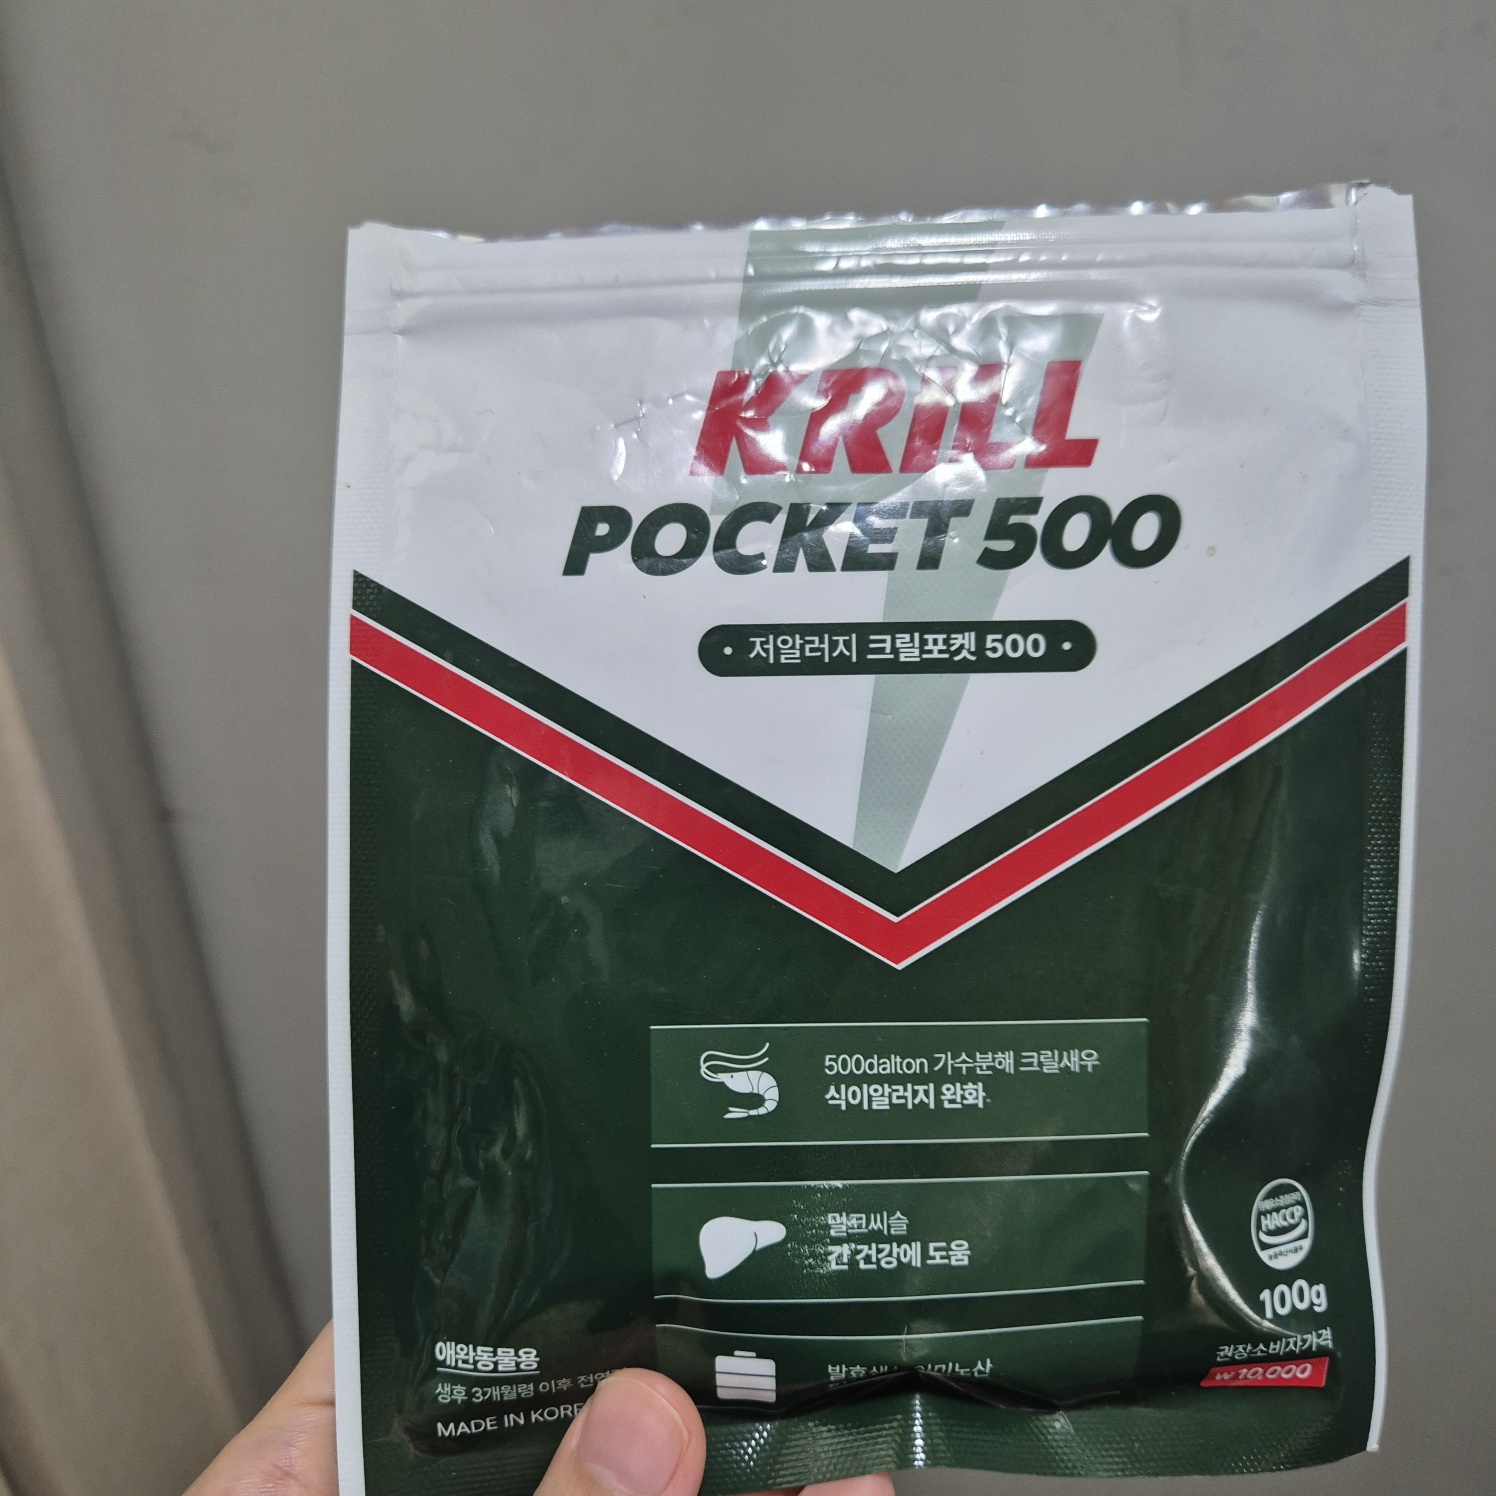 KRILL
POCKET 500
• 저알러지 크릴포켓 500 •
500dalton 가수분해 크릴새우
식이알러지 완화
밀크씨슬
간 건강에 도움
HACCP
100g
권장소비자가격
₩10,000
애완동물용
생후 3개월령 이후
MADE IN